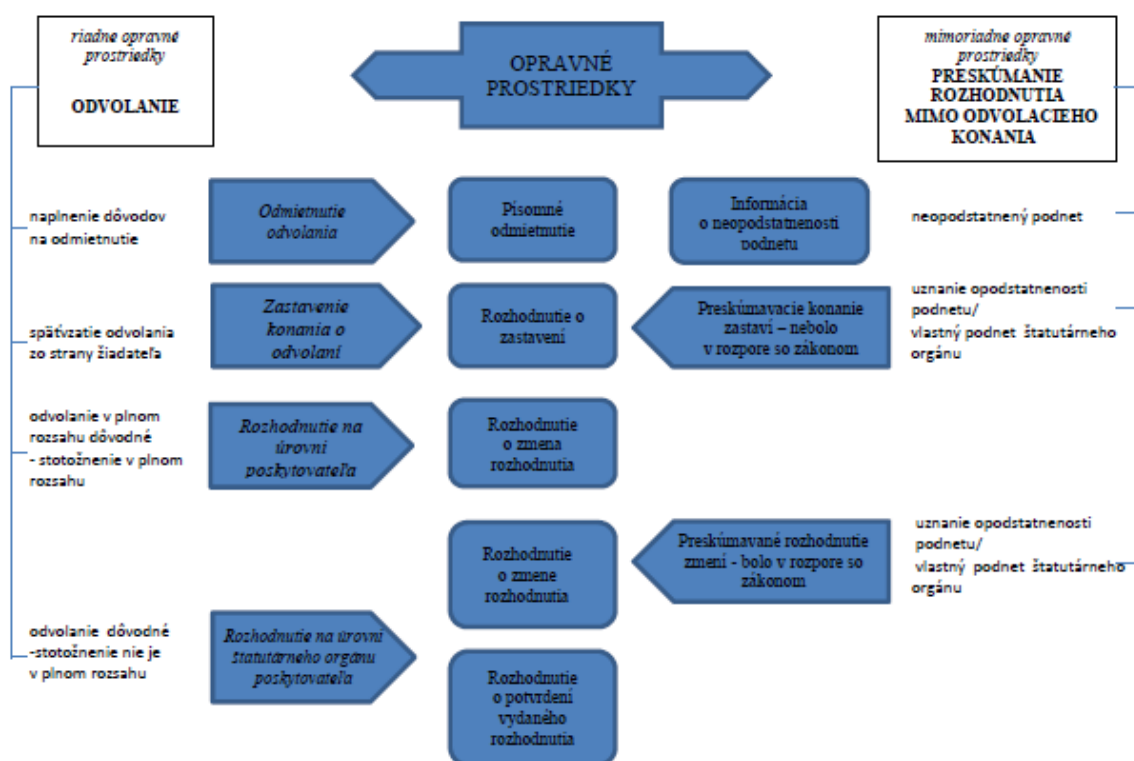 riadne opravné
prostriedky
ODVOLANIE
OPRAVNÉ
PROSTRIEDKY
mimoriadne opravné
prostriedky
PRESKÚMANIE
ROZHODNUTIA
MIMO ODVOLACIEHO
KONANIA
naplnenie dôvodov
na odmietnutie
Odmietnutie
odvolania
Písomné
odmietnutie
Informácia
o neopodstatnenosti
podnetu
neopodstatnený podnet
späťvzatie odvolania
zo strany žiadateľa
Zastavenie
konania o
odvolaní
Rozhodnutie o
zastavení
Preskúmavacie konanie
zastaví – nebolo
v rozpore so zákonom
uznanie opodstatnenosti
podnetu/
vlastný podnet štatutárneho
orgánu
odvolanie v plnom
rozsahu dôvodné
- stotožnenie v plnom
rozsahu
Rozhodnutie na
úrovni
poskytovateľa
Rozhodnutie
o zmena
rozhodnutia
Rozhodnutie
o zmene
rozhodnutia
Preskúmavané rozhodnutie
zmení - bolo v rozpore so
zákonom
uznanie opodstatnenosti
podnetu/
vlastný podnet štatutárneho
orgánu
odvolanie dôvodné
-stotožnenie nie je
v plnom rozsahu
Rozhodnutie na úrovni
štatutárneho orgánu
poskytovateľa
Rozhodnutie
o potvrdení
vydaného
rozhodnutia